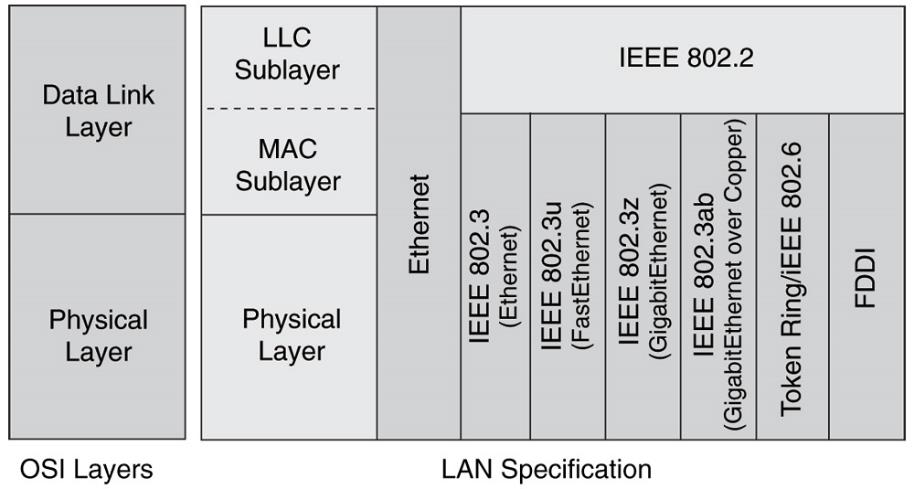 Data Link
Layer
Physical
Layer
OSI Layers
LLC
Sublayer
MAC
Sublayer
Physical
Layer
Ethernet
IEEE 802.2
IEEE 802.3
(Ethernet)
IEEE 802.3u
(FastEthernet)
IEEE 802.3z
(GigabitEthernet)
IEEE 802.3ab
(GigabitEthernet over Copper)
Token Ring/iEEE 802.6
FDDI
LAN Specification